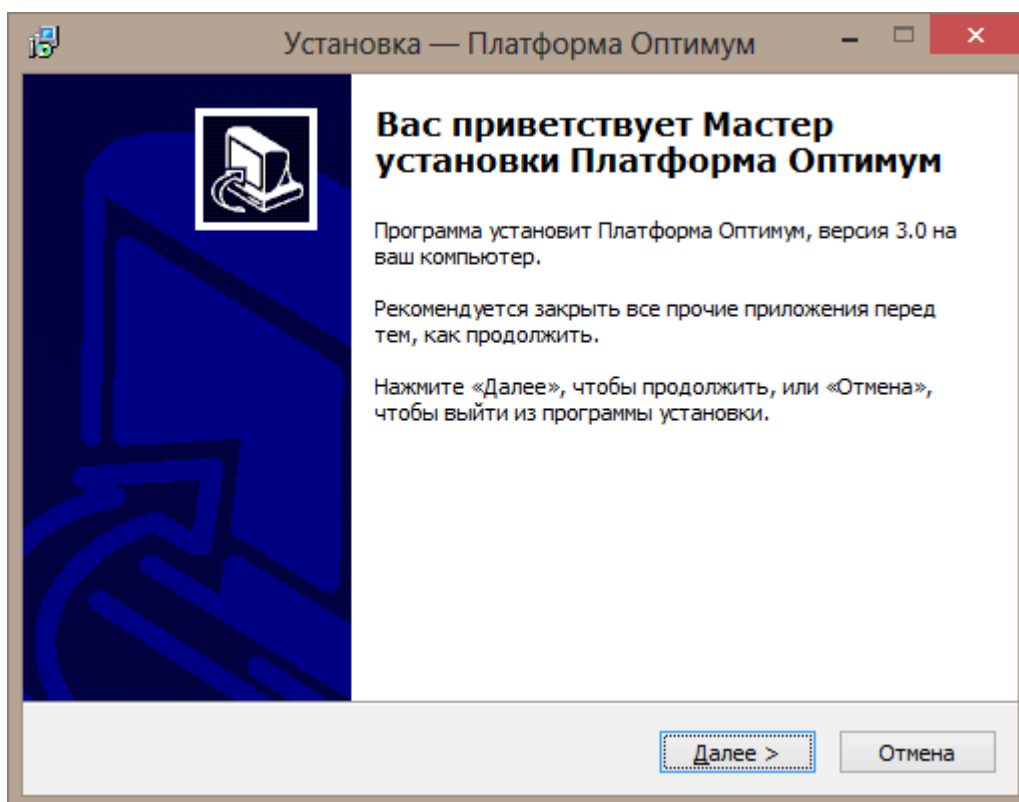 Установка — Платформа Оптимум
Вас приветствует Мастер
установки Платформа Оптимум
Программа установит Платформа Оптимум, версия 3.0 на
ваш компьютер.
Рекомендуется закрыть все прочие приложения перед
тем, как продолжить.
Нажмите «Далее», чтобы продолжить, или «Отмена»,
чтобы выйти из программы установки.
Далее >
Отмена